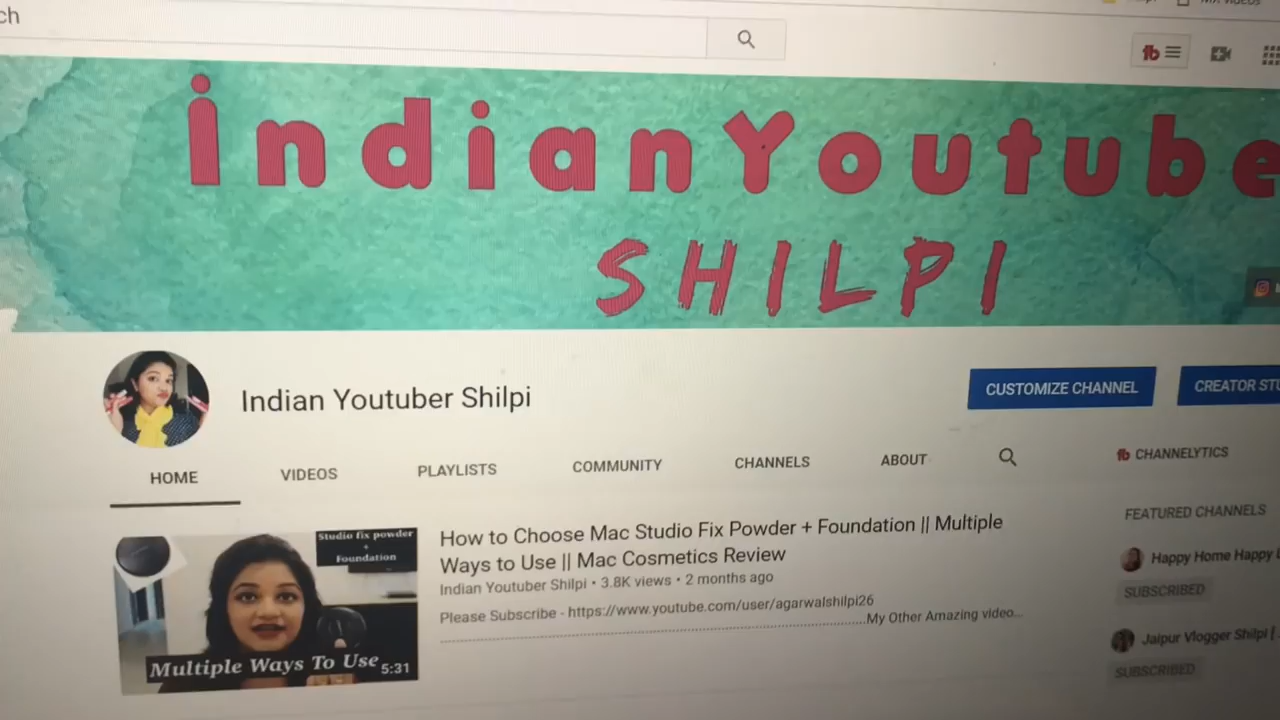 ch
IndianYoutube
SHILPI
Indian Youtuber Shilpi
CUSTOMIZE CHANNEL
CREATOR STU
HOME
VIDEOS
PLAYLISTS
COMMUNITY
CHANNELS
ABOUT
CHANNELYTICS
FEATURED CHANNELS
Studio fix powder
+
Foundation
Multiple Ways To Use
5:31
How to Choose Mac Studio Fix Powder + Foundation || Multiple
Ways to Use || Mac Cosmetics Review
Indian Youtuber Shilpi • 3.8K views • 2 months ago
Please Subscribe - https://www.youtube.com/user/agarwalshilpi26
My Other Amazing video...
Happy Home Happy
SUBSCRIBED
Jaipur Vlogger Shilpi
SUBSCRIBED